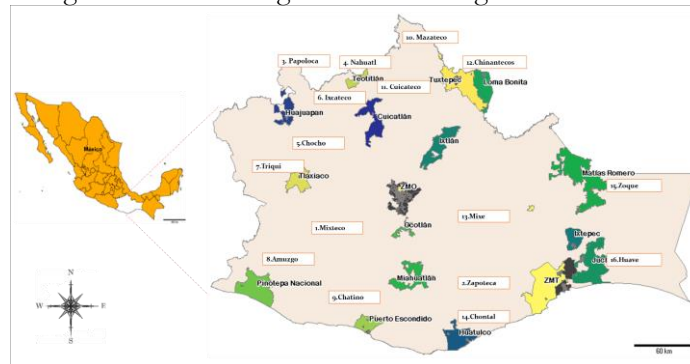 10. Mazateco
3. Papoloca
4. Nahuatl
12.Chinantecos
Teotitlán
Tuxtepec
Loma Bonita
11. Cuicateco
6. Ixcateco
Huajuapan
Cuicatlán
5.Chocho
Ixtlán
7.Triqui
Tlaxiaco
Matías Romero
ZMO
15.Zoque
México
1.Mixteco
Ocotlán
13.Mixe
Ixtepec
8.Amuzgo
Juci
16.Huave
Pinotepa Nacional
Miahuatlán
2.Zapoteca
ZMT
9.Chatino
Puerto Escondido
14.Chontal
Huatulco
N
W
E
S
60 km